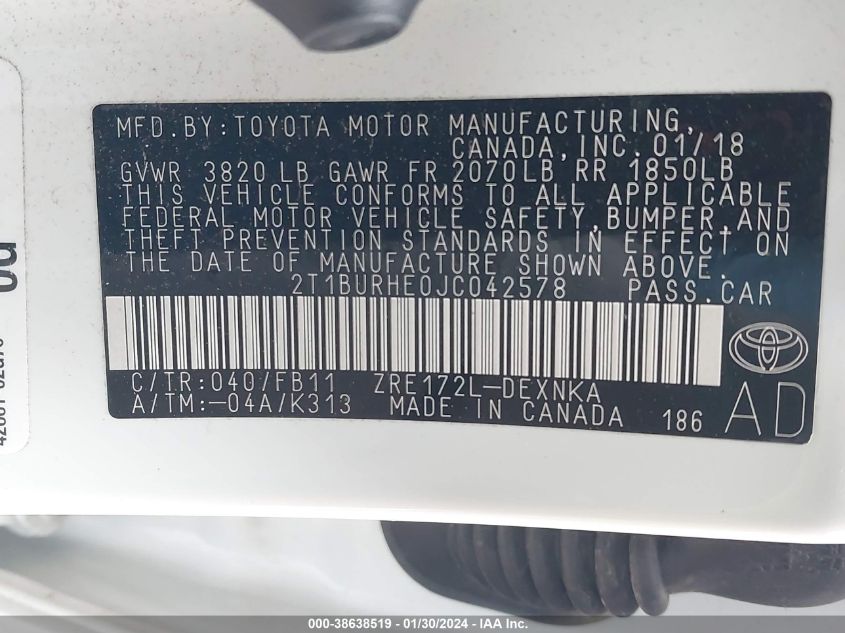 MFD.BY:TOYOTA MOTOR MANUFACTURING,
CANADA,INC.01/18
GVWR 3820 LB GAWR FR 2070LB RR 1850LB
THIS VEHICLE CONFORMS TO ALL APPLICABLE
FEDERAL MOTOR VEHICLE SAFETY,BUMPER,AND
THEFT PREVENTION STANDARDS IN EFFECT ON
THE DATE OF MANUFACTURE SHOWN ABOVE.
2T1BURHE0JC042578 PASS.CAR
C/TR:040/FB11 ZRE172L-DEXNKA
A/TM:-04A/K313 MADE IN CANADA 186 AD
000-38638519 - 01/30/2024 - IAA Inc.